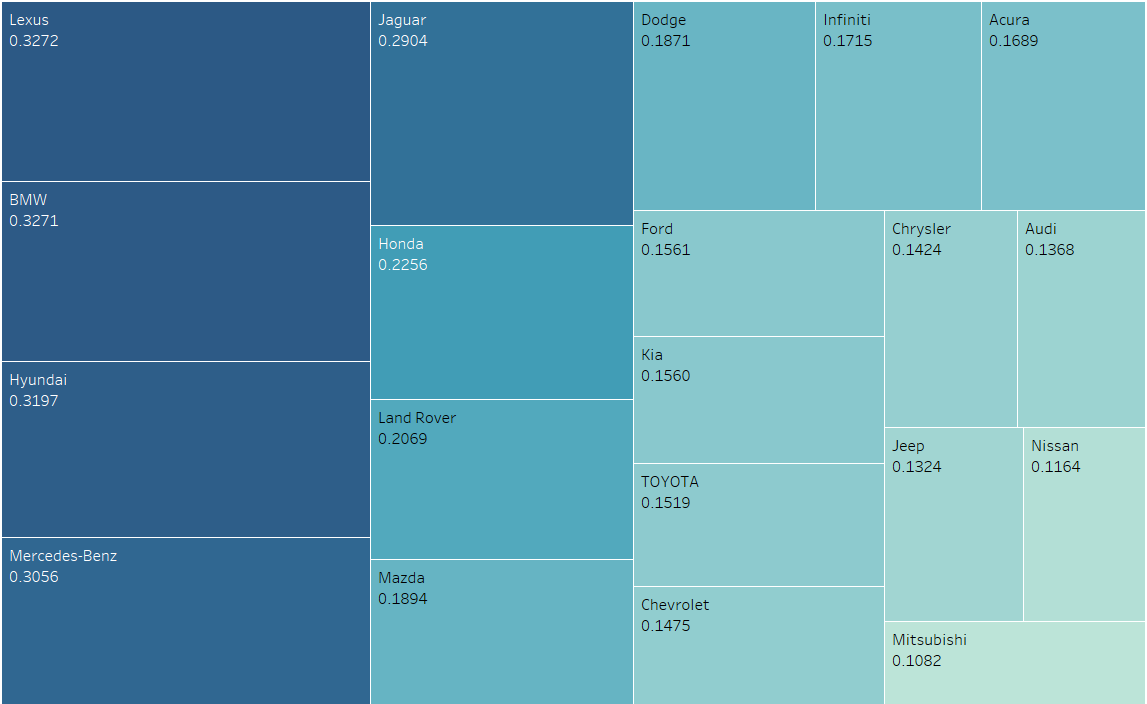 Lexus
0.3272
BMW
0.3271
Hyundai
0.3197
Mercedes-Benz
0.3056
Jaguar
0.2904
Honda
0.2256
Land Rover
0.2069
Mazda
0.1894
Dodge
0.1871
Infiniti
0.1715
Acura
0.1689
Ford
0.1561
Kia
0.1560
TOYOTA
0.1519
Chevrolet
0.1475
Chrysler
0.1424
Audi
0.1368
Jeep
0.1324
Nissan
0.1164
Mitsubishi
0.1082